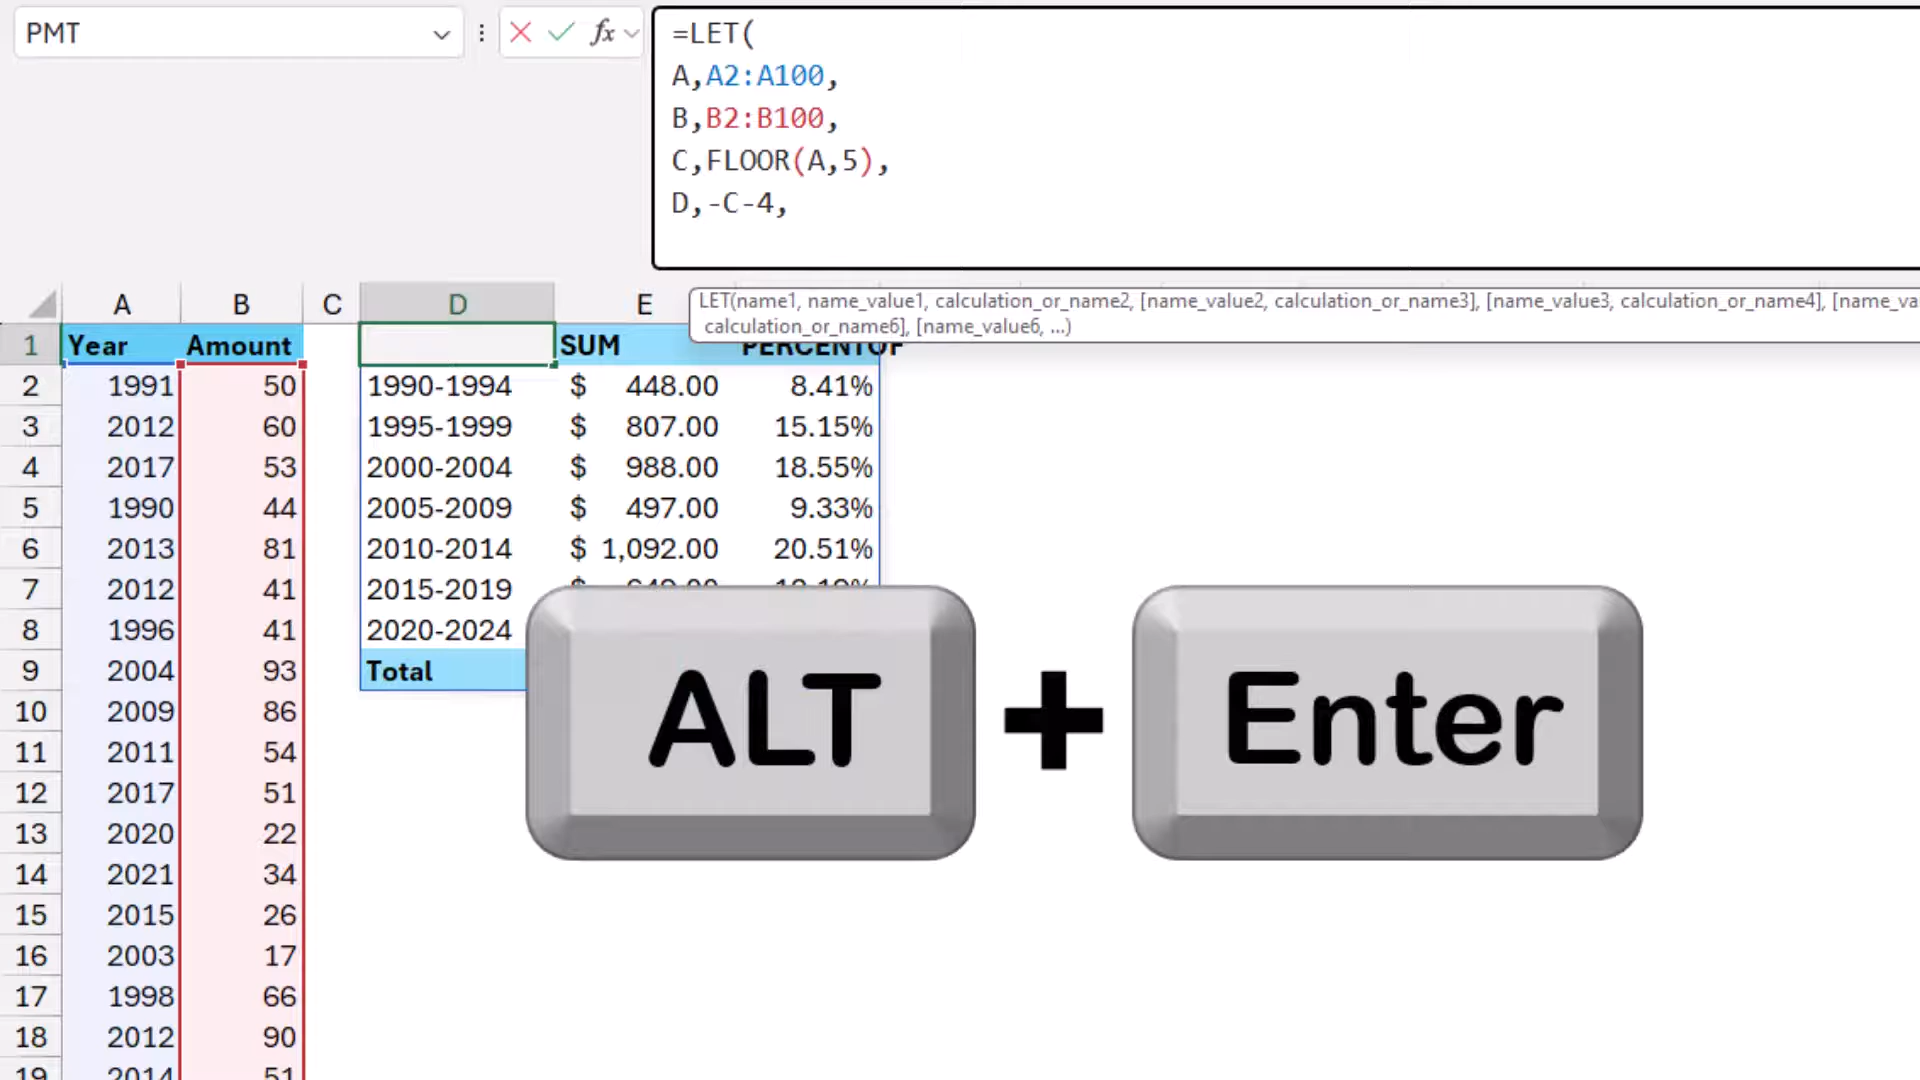 PMT
fx
=LET(
A,A2:A100,
B,B2:B100,
C,FLOOR(A,5),
D,-C-4,
LET(name1, name_value1, calculation_or_name2, [name_value2, calculation_or_name3], [name_value3, calculation_or_name4], [name_va
calculation_or_name6], [name_value6, ...)
A B C D E
1 Year Amount SUM PERCENTOF
2 1991 50 1990-1994 $ 448.00 8.41%
3 2012 60 1995-1999 $ 807.00 15.15%
4 2017 53 2000-2004 $ 988.00 18.55%
5 1990 44 2005-2009 $ 497.00 9.33%
6 2013 81 2010-2014 $ 1,092.00 20.51%
7 2012 41 2015-2019 $
8 1996 41 2020-2024
9 2004 93 Total
10 2009 86
11 2011 54
12 2017 51
13 2020 22
14 2021 34
15 2015 26
16 2003 17
17 1998 66
18 2012 90
19 2014 51
ALT + Enter